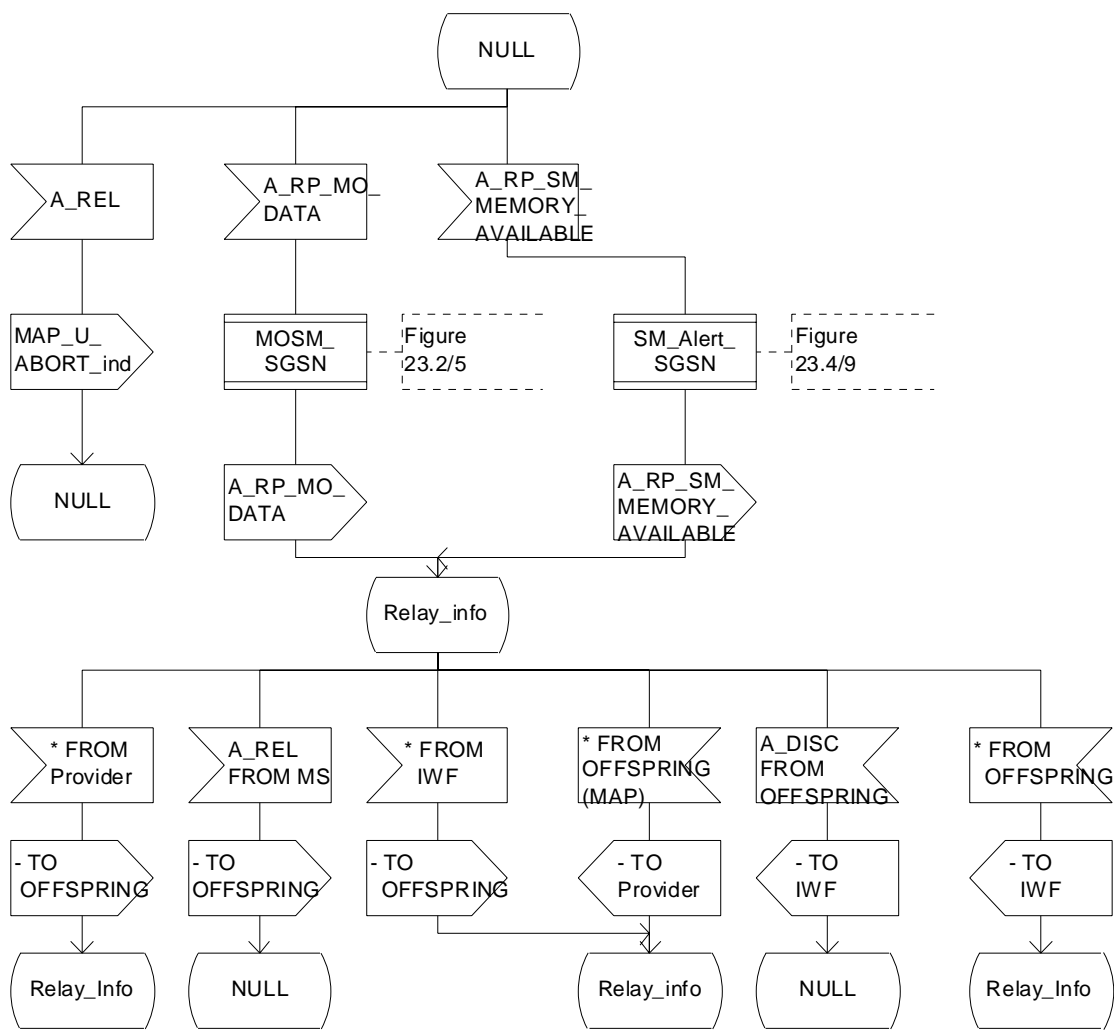 NULL
A_REL
A_RP_MO_
DATA
A_RP_SM_
MEMORY_
AVAILABLE
MAP_U_
ABORT_ind
MOSM_
SGSN
Figure
23.2/5
SM_Alert_
SGSN
Figure
23.4/9
NULL
A_RP_MO_
DATA
A_RP_SM_
MEMORY_
AVAILABLE
Relay_info
* FROM
Provider
A_REL
FROM MS
* FROM
IWF
* FROM
OFFSPRING
(MAP)
A_DISC
FROM
OFFSPRING
* FROM
OFFSPRING
- TO
OFFSPRING
- TO
OFFSPRING
- TO
OFFSPRING
- TO
Provider
- TO
IWF
- TO
IWF
Relay_Info
NULL
Relay_info
NULL
Relay_Info